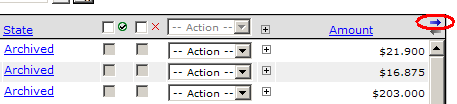 State -- Action -- Amount
Archived -- Action -- $21.900
Archived -- Action -- $16.875
Archived -- Action -- $203.000